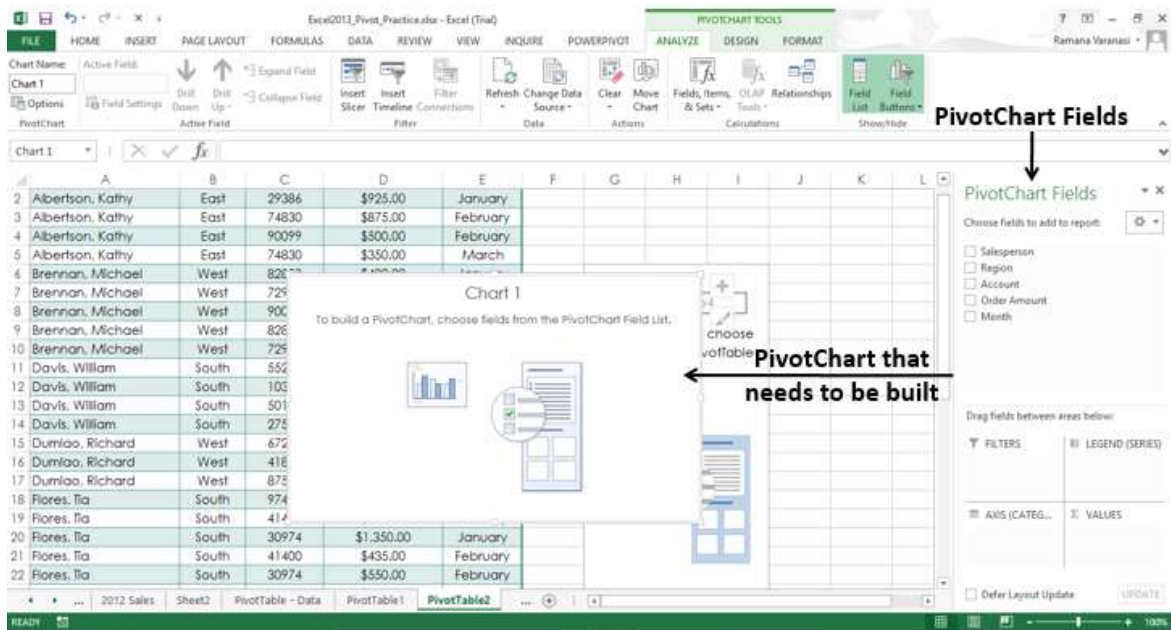 Excel2013_Pivot_Practice.xlsx - Excel (Trial)
PIVOTCHART TOOLS
FILE HOME INSERT PAGE LAYOUT FORMULAS DATA REVIEW VIEW INQUIRE POWERPIVOT ANALYZE DESIGN FORMAT
Ramana Varanasi
Chart Name: Active Field:
Chart 1
Options Field Settings
Drill Down Drill Up
Expand Field
Collapse Field
Insert Slicer Insert Timeline Filter Connections
Refresh Change Data Source
Clear Move Chart
Fields, Items, & Sets OLAP Tools Relationships
Field List Field Buttons
PivotChart Active Field Filter Data Actions Calculations Show/Hide
PivotChart Fields
Chart 1 fx
A B C D E F G H I J K L
2 Albertson, Kathy East 29386 $925.00 January
3 Albertson, Kathy East 74830 $875.00 February
4 Albertson, Kathy East 90099 $500.00 February
5 Albertson, Kathy East 74830 $350.00 March
6 Brennan, Michael West
7 Brennan, Michael West 729
8 Brennan, Michael West 900
9 Brennan, Michael West 828
10 Brennan, Michael West 729
11 Davis, William South 552
12 Davis, William South 103
13 Davis, William South 501
14 Davis, William South 275
15 Dumlao, Richard West 672
16 Dumlao, Richard West 418
17 Dumlao, Richard West 875
18 Flores, Tia South 974
19 Flores, Tia South
20 Flores, Tia South 30974 $1,350.00 January
21 Flores, Tia South 41400 $435.00 February
22 Flores, Tia South 30974 $550.00 February
Chart 1
To build a PivotChart, choose fields from the PivotChart Field List.
choose
PivotChart that
needs to be built
PivotChart Fields
Choose fields to add to report:
Salesperson
Region
Account
Order Amount
Month
Drag fields between areas below:
FILTERS LEGEND (SERIES)
AXIS (CATEG... Σ VALUES
Defer Layout Update UPDATE
... 2012 Sales Sheet2 PivotTable - Data PivotTable1 PivotTable2 ...
READY 100%